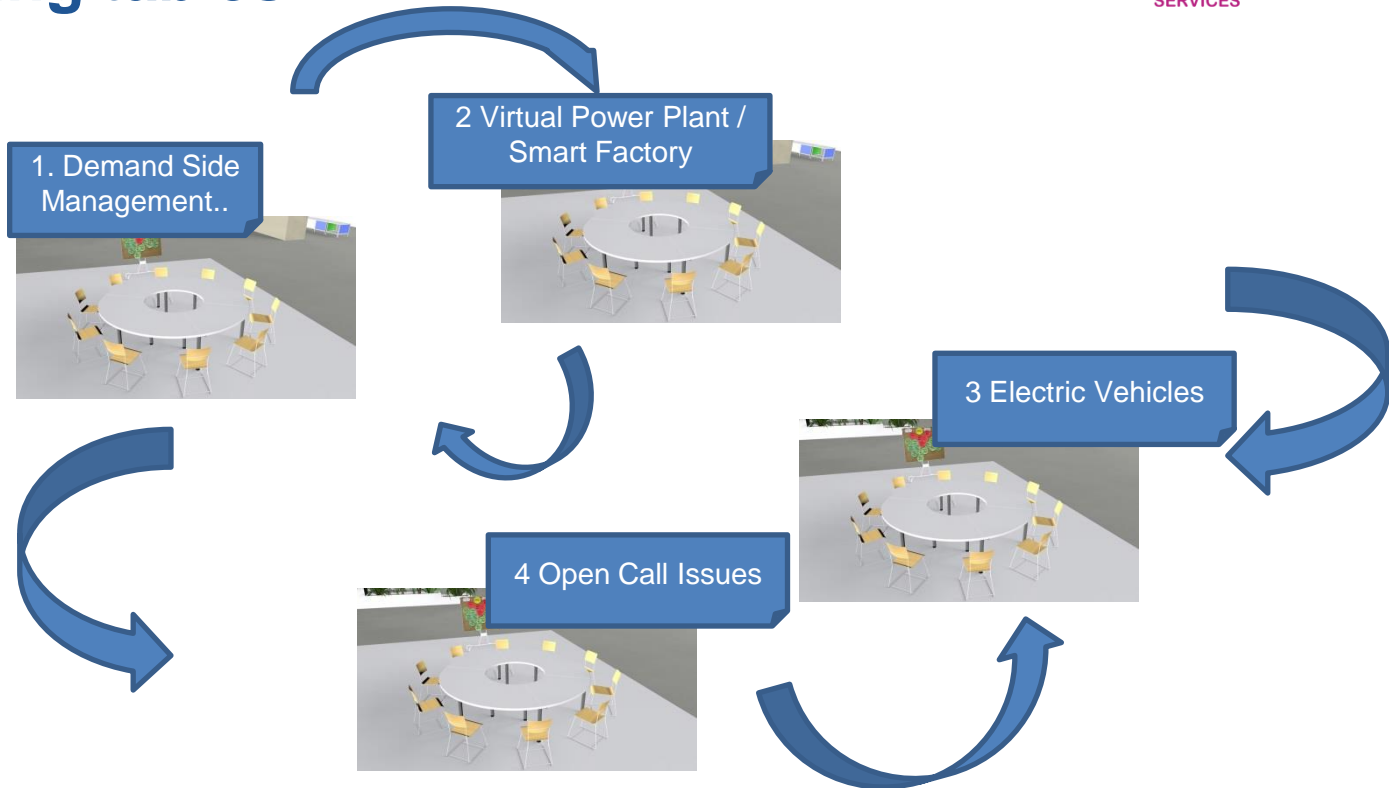 SERVICES
2 Virtual Power Plant /
Smart Factory
1. Demand Side
Management..
3 Electric Vehicles
4 Open Call Issues